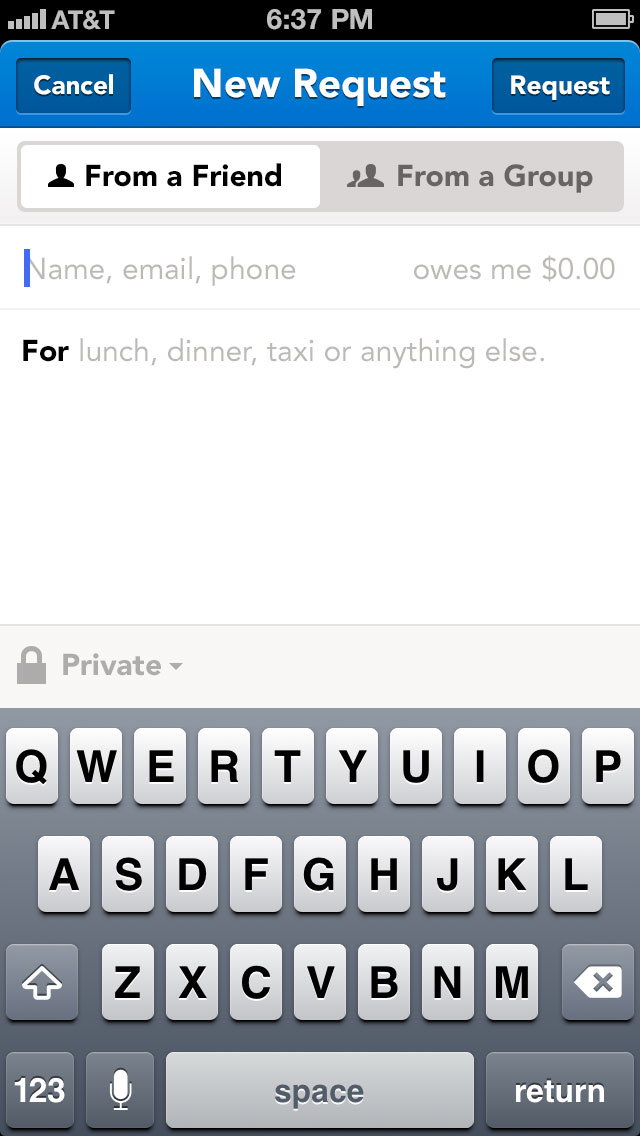 AT&T 6:37 PM
Cancel New Request Request
From a Friend From a Group
Name, email, phone owes me $0.00
For lunch, dinner, taxi or anything else.
Private
Q W E R T Y U I O P
A S D F G H J K L
Z X C V B N M
123 space return